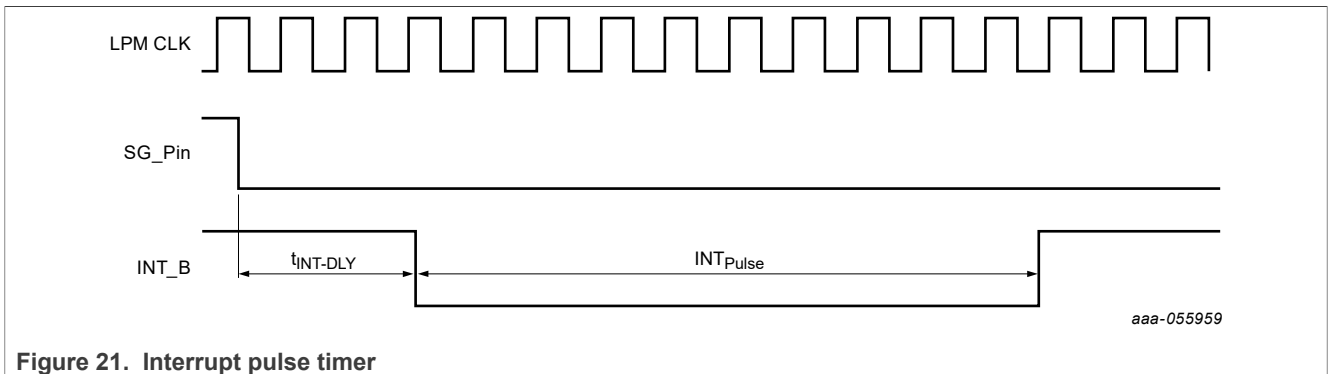 LPM CLK
SG_Pin
INT_B
tINT-DLY
INTPulse
aaa-055959
Figure 21. Interrupt pulse timer